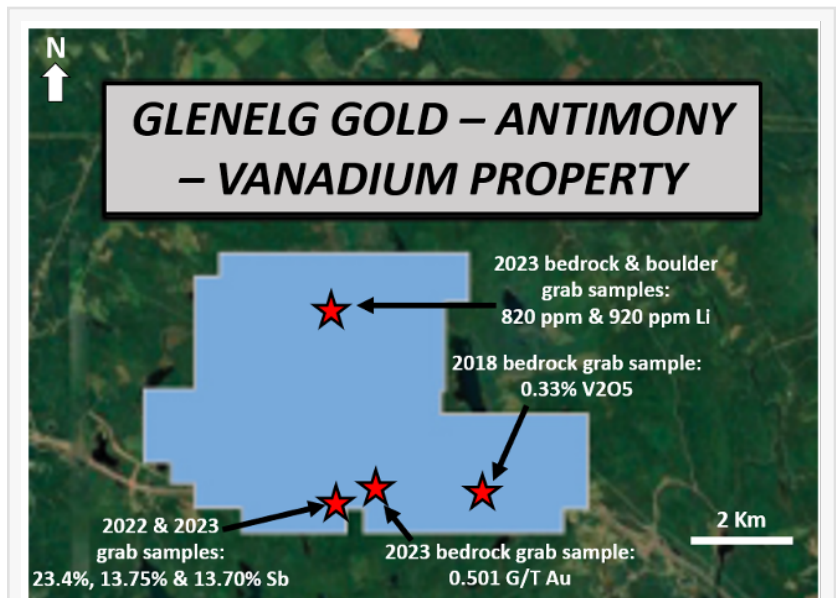 N
GLENELG GOLD – ANTIMONY
– VANADIUM PROPERTY
2023 bedrock & boulder
grab samples:
820 ppm & 920 ppm Li
2018 bedrock grab sample:
0.33% V2O5
2 Km
2022 & 2023
grab samples:
23.4%, 13.75% & 13.70% Sb
2023 bedrock grab sample:
0.501 G/T Au